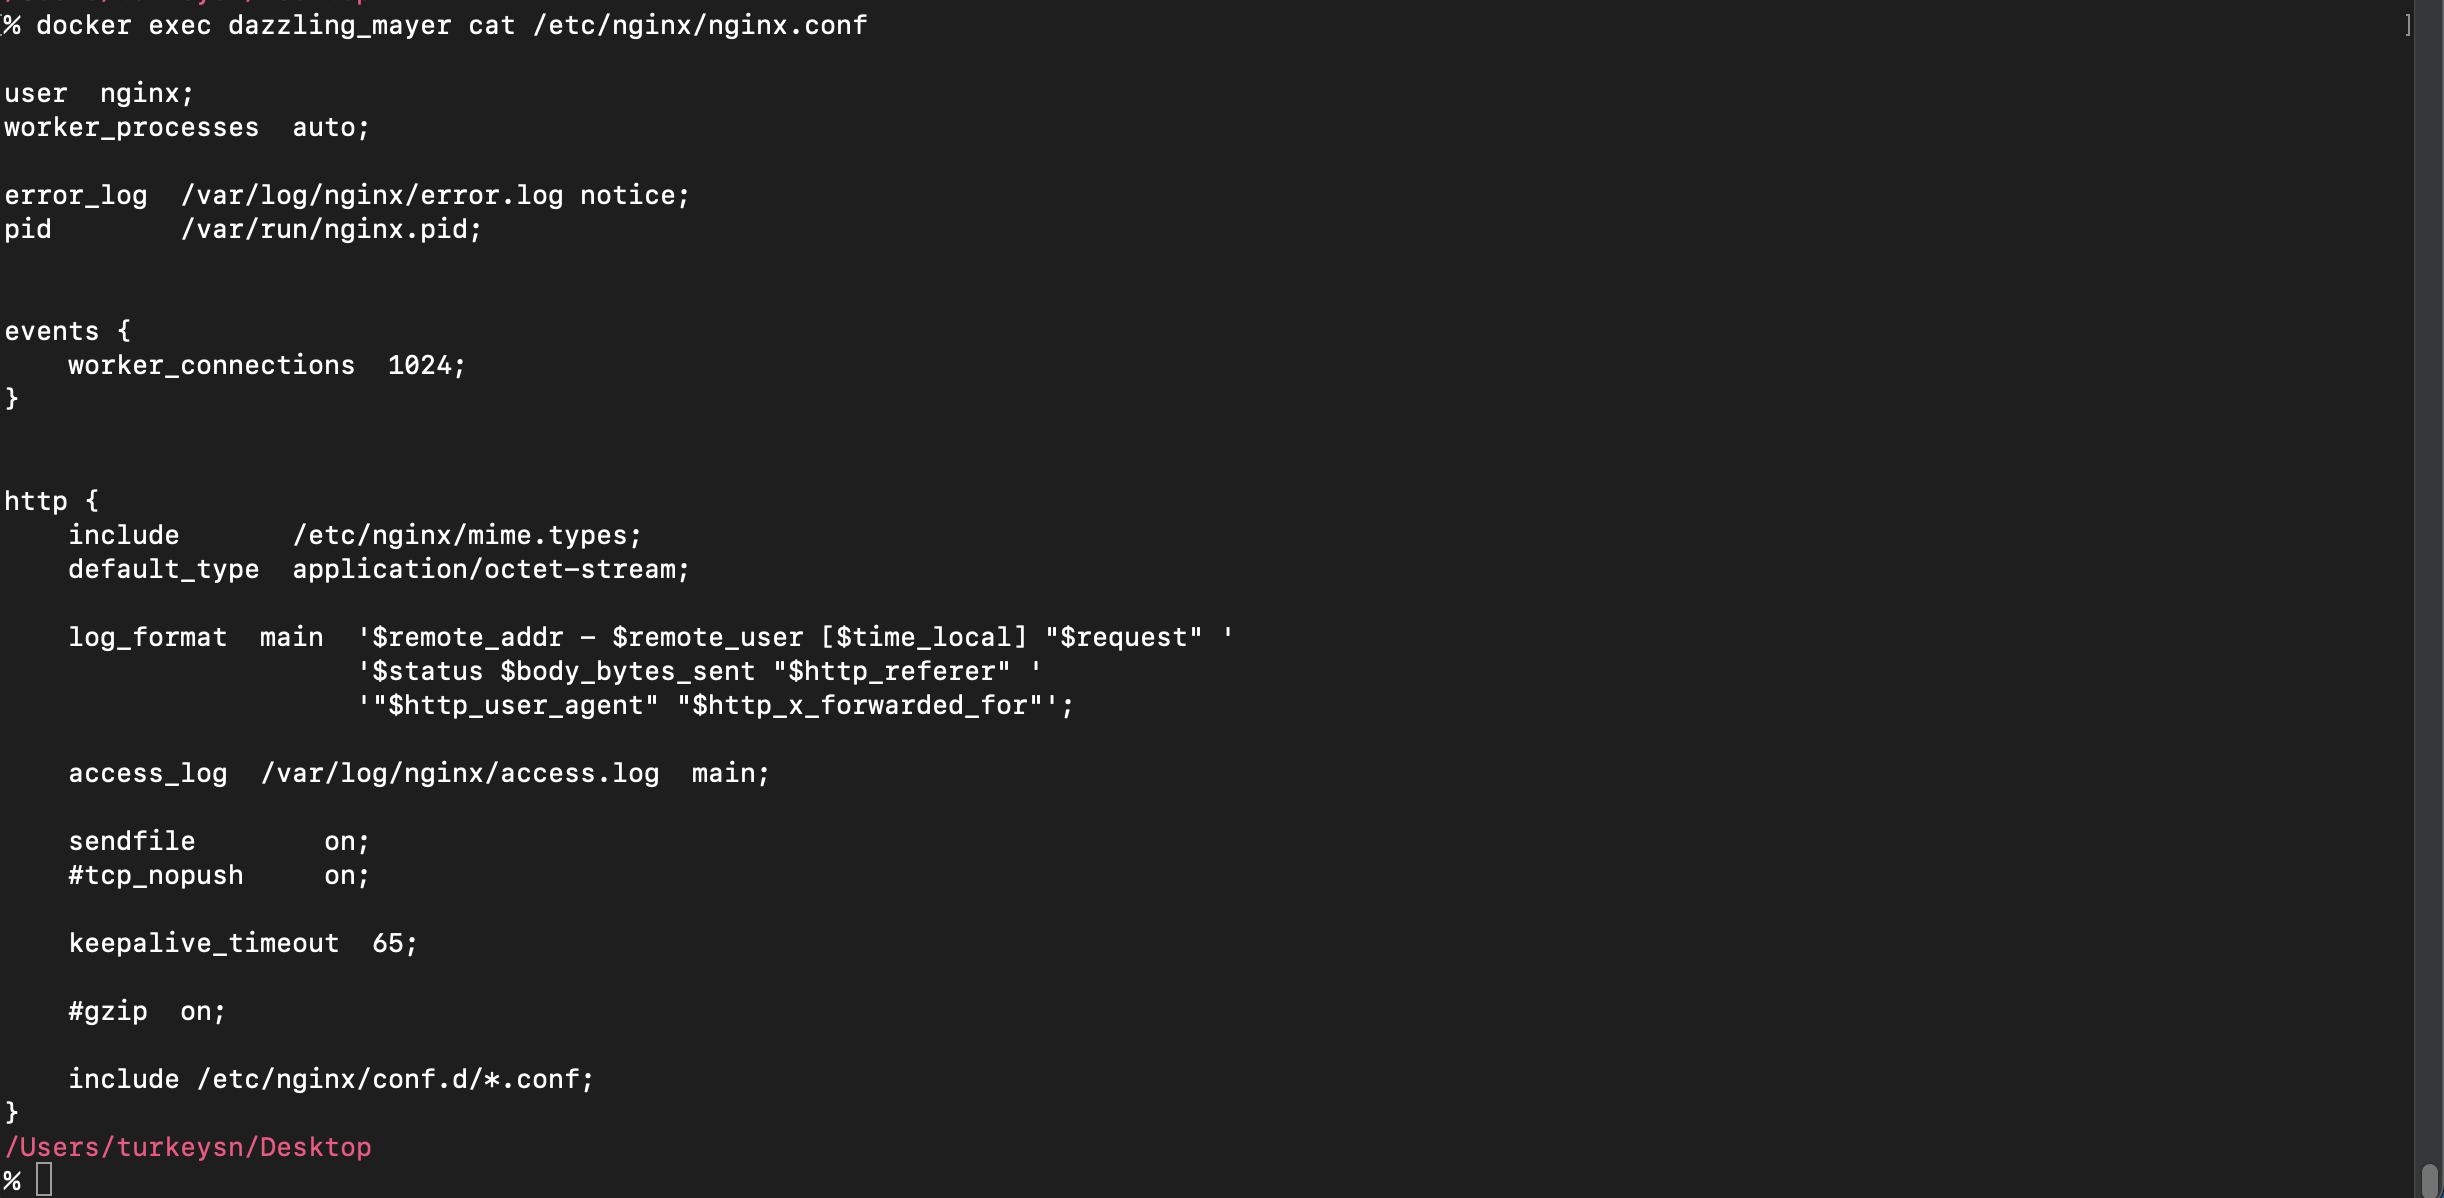 % docker exec dazzling_mayer cat /etc/nginx/nginx.conf ]

user  nginx;
worker_processes  auto;

error_log  /var/log/nginx/error.log notice;
pid        /var/run/nginx.pid;


events {
    worker_connections  1024;
}


http {
    include       /etc/nginx/mime.types;
    default_type  application/octet-stream;

    log_format  main  '$remote_addr - $remote_user [$time_local] "$request" '
                      '$status $body_bytes_sent "$http_referer" '
                      '"$http_user_agent" "$http_x_forwarded_for"';

    access_log  /var/log/nginx/access.log  main;

    sendfile        on;
    #tcp_nopush     on;

    keepalive_timeout  65;

    #gzip  on;

    include /etc/nginx/conf.d/*.conf;
}
/Users/turkeysn/Desktop
%